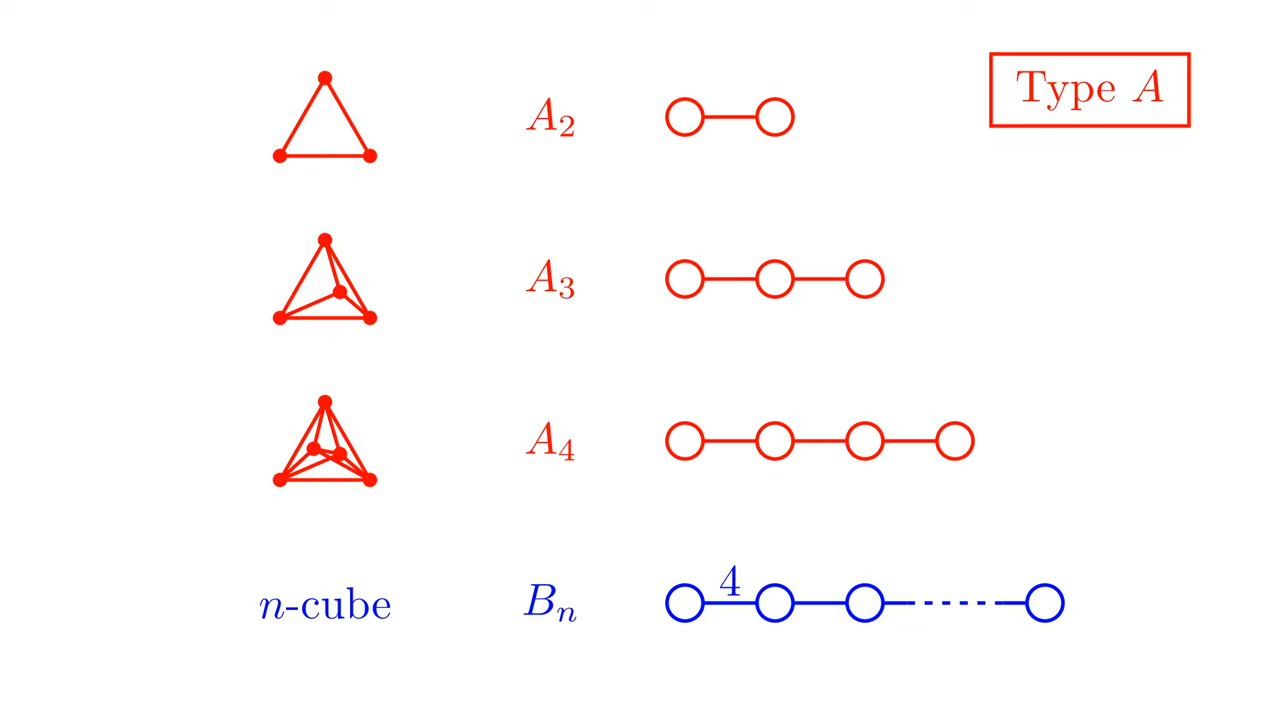 Type A
A₂
A₃
A₄
n-cube Bₙ 4